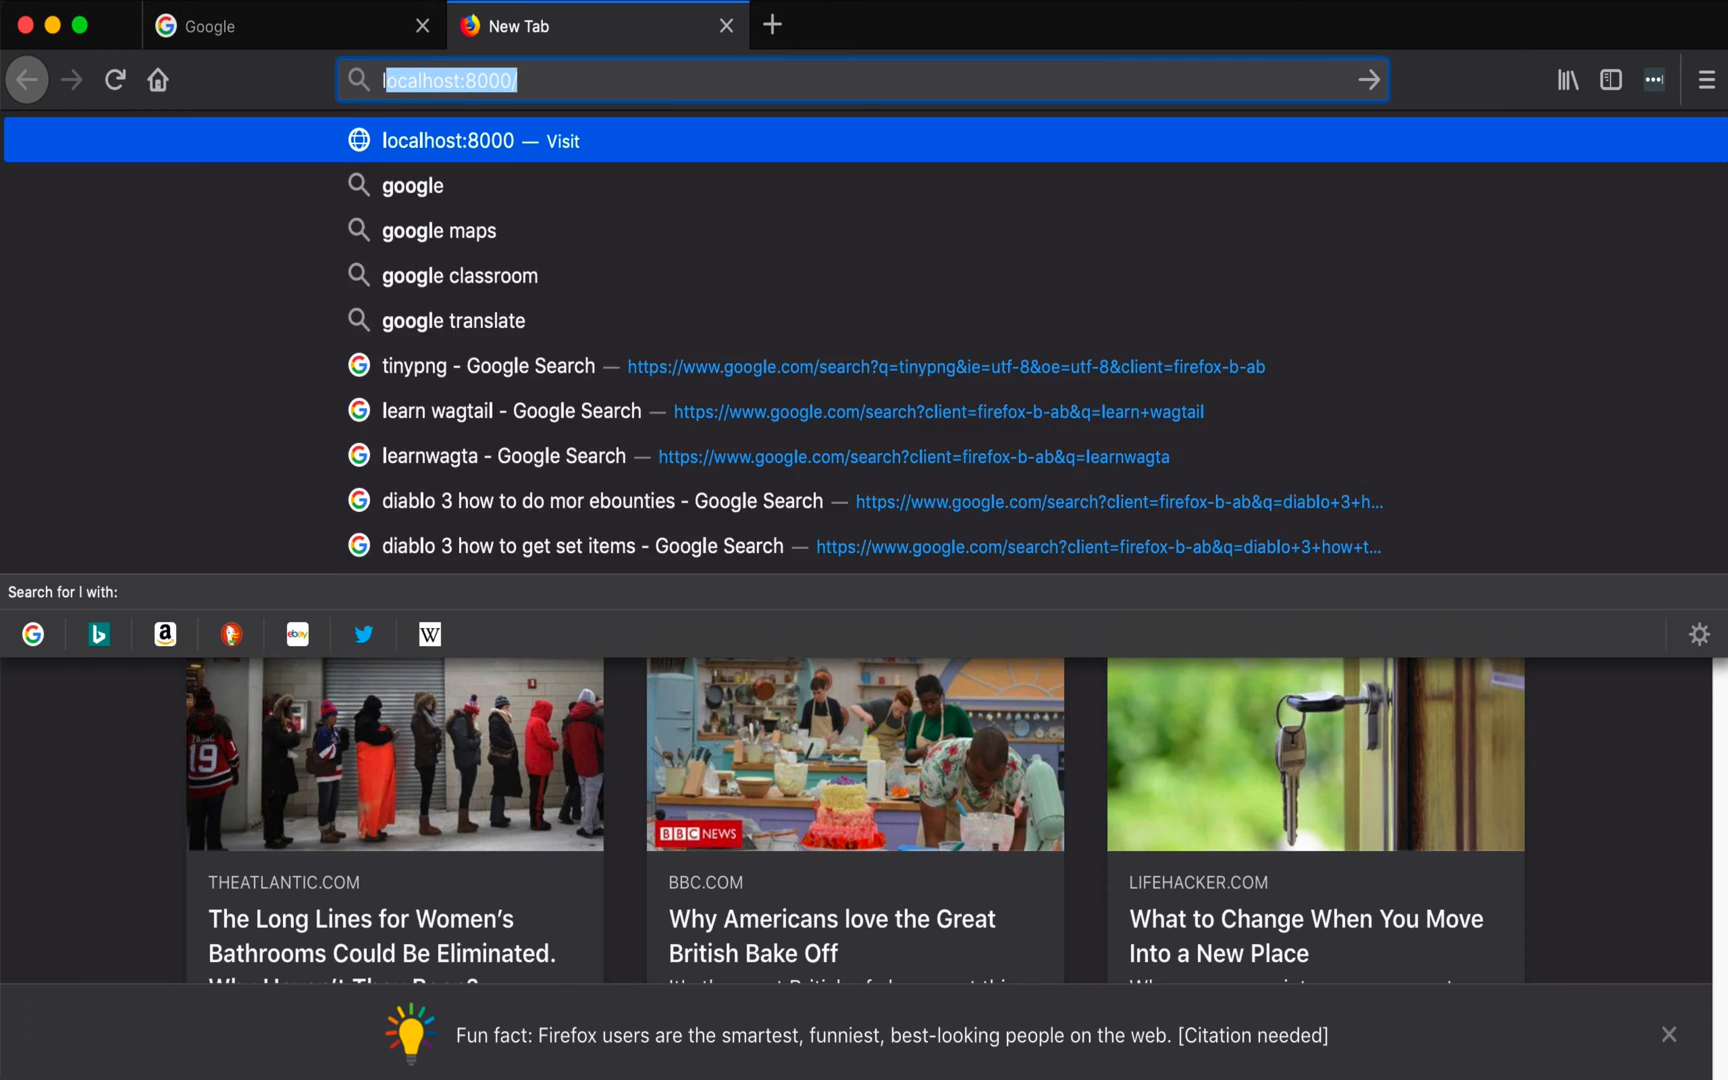 Google
New Tab
localhost:8000/
localhost:8000 — Visit
google
google maps
google classroom
google translate
tinypng - Google Search — https://www.google.com/search?q=tinypng&ie=utf-8&oe=utf-8&client=firefox-b-ab
learn wagtail - Google Search — https://www.google.com/search?client=firefox-b-ab&q=learn+wagtail
learnwagta - Google Search — https://www.google.com/search?client=firefox-b-ab&q=learnwagta
diablo 3 how to do mor ebounties - Google Search — https://www.google.com/search?client=firefox-b-ab&q=diablo+3+h...
diablo 3 how to get set items - Google Search — https://www.google.com/search?client=firefox-b-ab&q=diablo+3+how+t...
Search for l with:
ebay
W
19
BBC NEWS
THEATLANTIC.COM
The Long Lines for Women’s
Bathrooms Could Be Eliminated.
Why Haven't They Been?
BBC.COM
Why Americans love the Great
British Bake Off
LIFEHACKER.COM
What to Change When You Move
Into a New Place
Fun fact: Firefox users are the smartest, funniest, best-looking people on the web. [Citation needed]